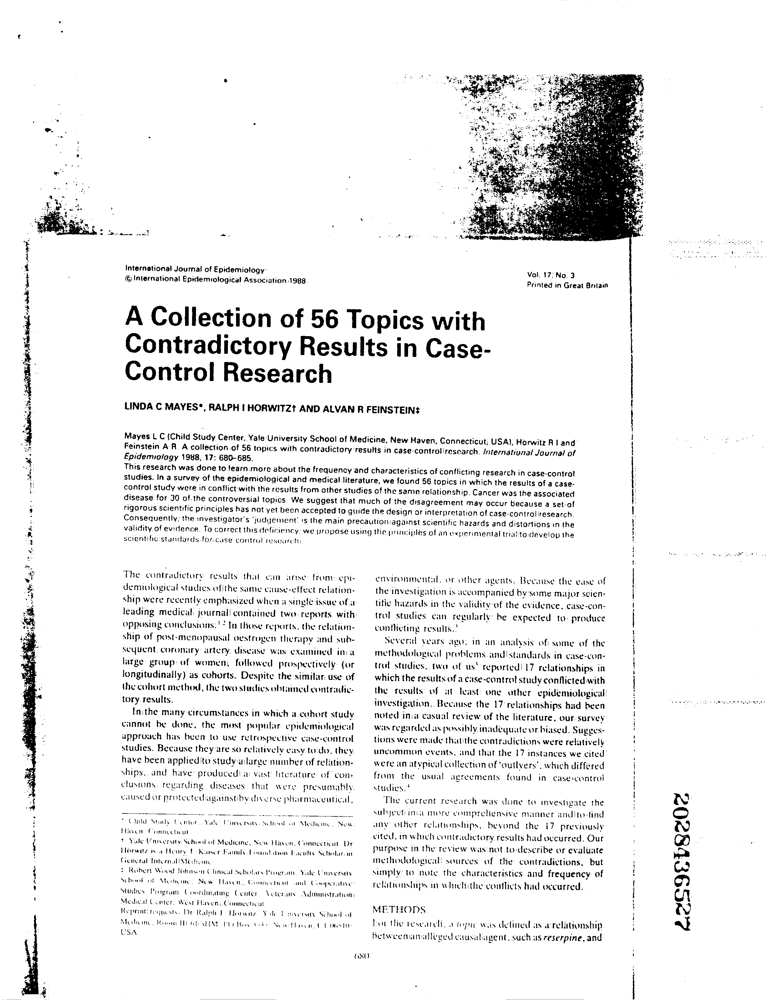 International Journal of Epidemiology
© International Epidemiological Association 1988
Vol. 17, No. 3
Printed in Great Britain
A Collection of 56 Topics with
Contradictory Results in Case-
Control Research
LINDA C MAYES*, RALPH I HORWITZ† AND ALVAN R FEINSTEIN‡
Mayes L C (Child Study Center, Yale University School of Medicine, New Haven, Connecticut, USA), Horwitz R I and
Feinstein A R. A collection of 56 topics with contradictory results in case-control research. International Journal of
Epidemiology 1988, 17: 680–685.
This research was done to learn more about the frequency and characteristics of conflicting research in case-control
studies. In a survey of the epidemiological and medical literature, we found 56 topics in which the results of a case-
control study were in conflict with the results from other studies of the same relationship. Cancer was the associated
disease for 30 of the controversial topics. We suggest that much of the disagreement may occur because a set of
rigorous scientific principles has not yet been accepted to guide the design or interpretation of case-control research.
Consequently, the investigator's 'judgement' is the main precaution against scientific hazards and distortions in the
validity of evidence. To correct this deficiency, we propose using the principles of an experimental trial to develop the
scientific standards for case control research.
The contradictory results that can arise from epi-
demiological studies of the same cause-effect relation-
ship were recently emphasized when a single issue of a
leading medical journal contained two reports with
opposing conclusions.¹ ² In those reports, the relation-
ship of post-menopausal oestrogen therapy and sub-
sequent coronary artery disease was examined in a
large group of women, followed prospectively (or
longitudinally) as cohorts. Despite the similar use of
the cohort method, the two studies obtained contradic-
tory results.
In the many circumstances in which a cohort study
cannot be done, the most popular epidemiological
approach has been to use retrospective case-control
studies. Because they are so relatively easy to do, they
have been applied to study a large number of relation-
ships, and have produced a vast literature of con-
clusions regarding diseases that were presumably
caused or protected against by diverse pharmaceutical,
* Child Study Center, Yale University School of Medicine, New
Haven, Connecticut
† Yale University School of Medicine, New Haven, Connecticut. Dr
Horwitz is a Henry J. Kaiser Family Foundation Faculty Scholar in
General Internal Medicine
‡ Robert Wood Johnson Clinical Scholars Program, Yale University
School of Medicine, New Haven, Connecticut and Cooperative
Studies Program Coordinating Center, Veterans Administration
Medical Center, West Haven, Connecticut
Reprint requests: Dr Ralph I Horwitz, Yale University School of
Medicine, Room New Haven, CT
USA
environmental, or other agents. Because the ease of
the investigation is accompanied by some major scien-
tific hazards in the validity of the evidence, case-con-
trol studies can regularly be expected to produce
conflicting results.³
Several years ago, in an analysis of some of the
methodological problems and standards in case-con-
trol studies, two of us⁴ reported 17 relationships in
which the results of a case-control study conflicted with
the results of at least one other epidemiological
investigation. Because the 17 relationships had been
noted in a casual review of the literature, our survey
was regarded as possibly inadequate or biased. Sugges-
tions were made that the contradictions were relatively
uncommon events, and that the 17 instances we cited
were an atypical collection of 'outlyers', which differed
from the usual agreements found in case-control
studies.⁴
The current research was done to investigate the
subject in a more comprehensive manner and to find
any other relationships, beyond the 17 previously
cited, in which contradictory results had occurred. Our
purpose in the review was not to describe or evaluate
methodological sources of the contradictions, but
simply to note the characteristics and frequency of
relationships in which the conflicts had occurred.
METHODS
For the research, a topic was defined as a relationship
between an alleged causal agent, such as reserpine, and
680
2028436527